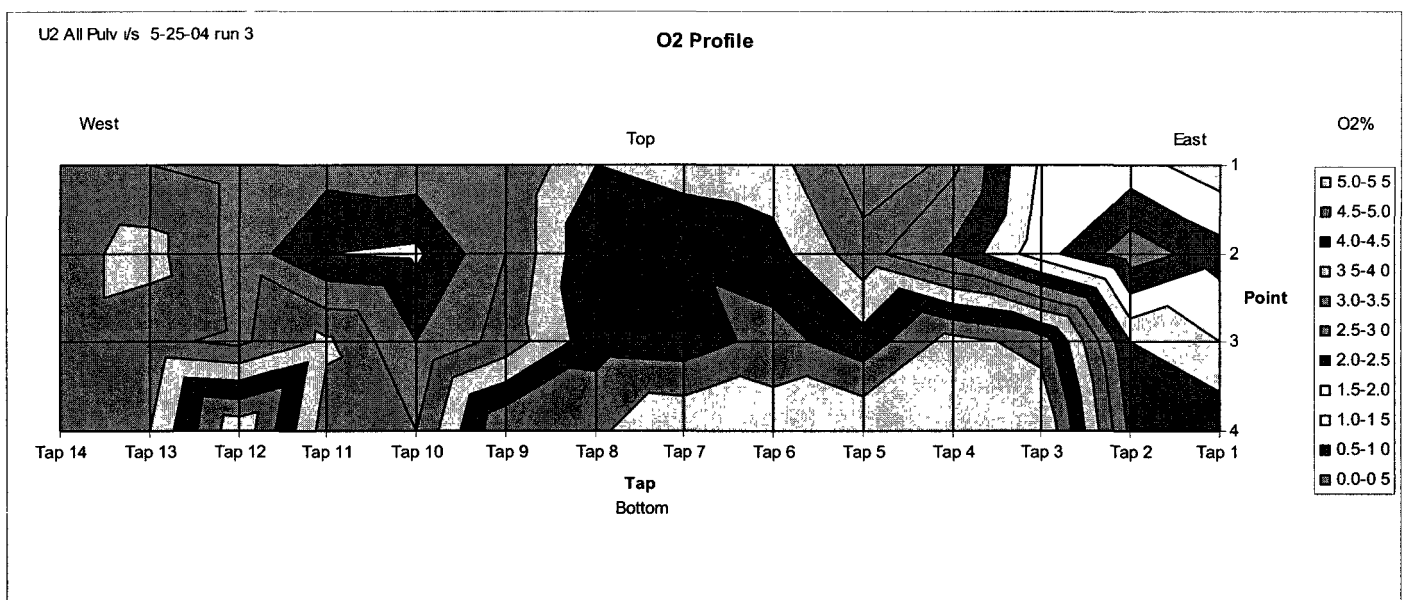 U2 All Pulv i/s 5-25-04 run 3
O2 Profile
West
Top
East
O2%
1
2
3
4
Point
5.0-5 5
4.5-5.0
4.0-4.5
3 5-4 0
3.0-3.5
2.5-3 0
2.0-2.5
1.5-2.0
1.0-1 5
0.5-1 0
0.0-0 5
Tap 14 Tap 13 Tap 12 Tap 11 Tap 10 Tap 9 Tap 8 Tap 7 Tap 6 Tap 5 Tap 4 Tap 3 Tap 2 Tap 1
Tap
Bottom